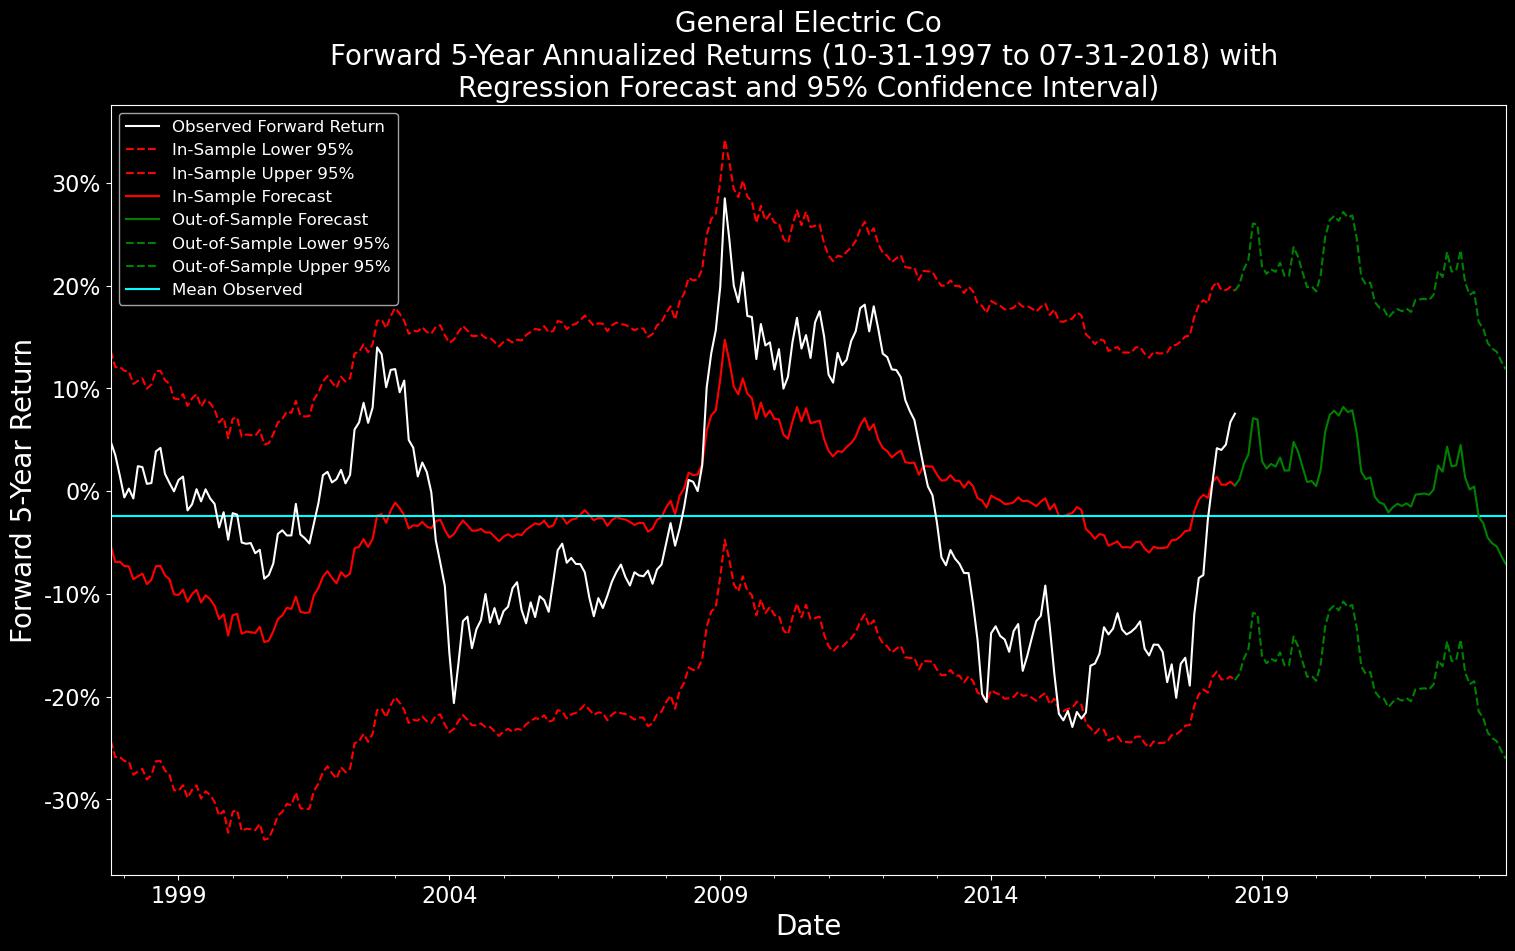 General Electric Co
Forward 5-Year Annualized Returns (10-31-1997 to 07-31-2018) with
Regression Forecast and 95% Confidence Interval)
Observed Forward Return
In-Sample Lower 95%
In-Sample Upper 95%
In-Sample Forecast
Out-of-Sample Forecast
Out-of-Sample Lower 95%
Out-of-Sample Upper 95%
Mean Observed
Forward 5-Year Return
30%
20%
10%
0%
-10%
-20%
-30%
1999
2004
2009
2014
2019
Date